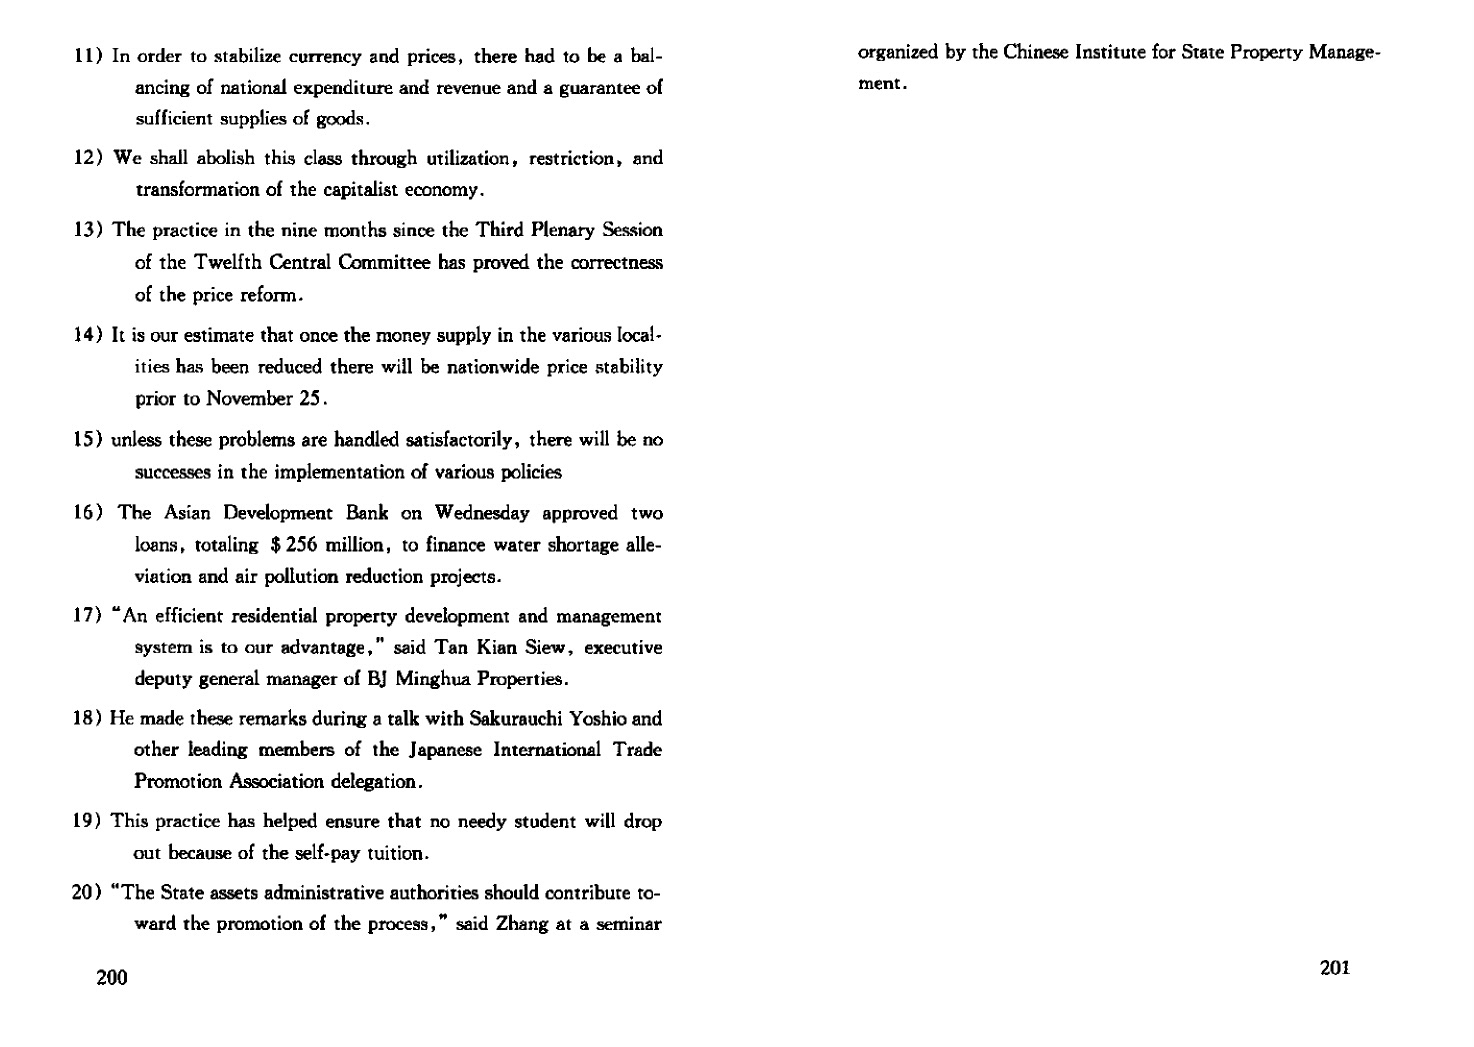 11) In order to stabilize currency and prices, there had to be a bal-
ancing of national expenditure and revenue and a guarantee of
sufficient supplies of goods.
12) We shall abolish this class through utilization, restriction, and
transformation of the capitalist economy.
13) The practice in the nine months since the Third Plenary Session
of the Twelfth Central Committee has proved the correctness
of the price reform.
14) It is our estimate that once the money supply in the various local-
ities has been reduced there will be nationwide price stability
prior to November 25.
15) unless these problems are handled satisfactorily, there will be no
successes in the implementation of various policies
16) The Asian Development Bank on Wednesday approved two
loans, totaling $256 million, to finance water shortage alle-
viation and air pollution reduction projects.
17) "An efficient residential property development and management
system is to our advantage," said Tan Kian Siew, executive
deputy general manager of BJ Minghua Properties.
18) He made these remarks during a talk with Sakurauchi Yoshio and
other leading members of the Japanese International Trade
Promotion Association delegation.
19) This practice has helped ensure that no needy student will drop
out because of the self-pay tuition.
20) "The State assets administrative authorities should contribute to-
ward the promotion of the process," said Zhang at a seminar
200
organized by the Chinese Institute for State Property Manage-
ment.
201